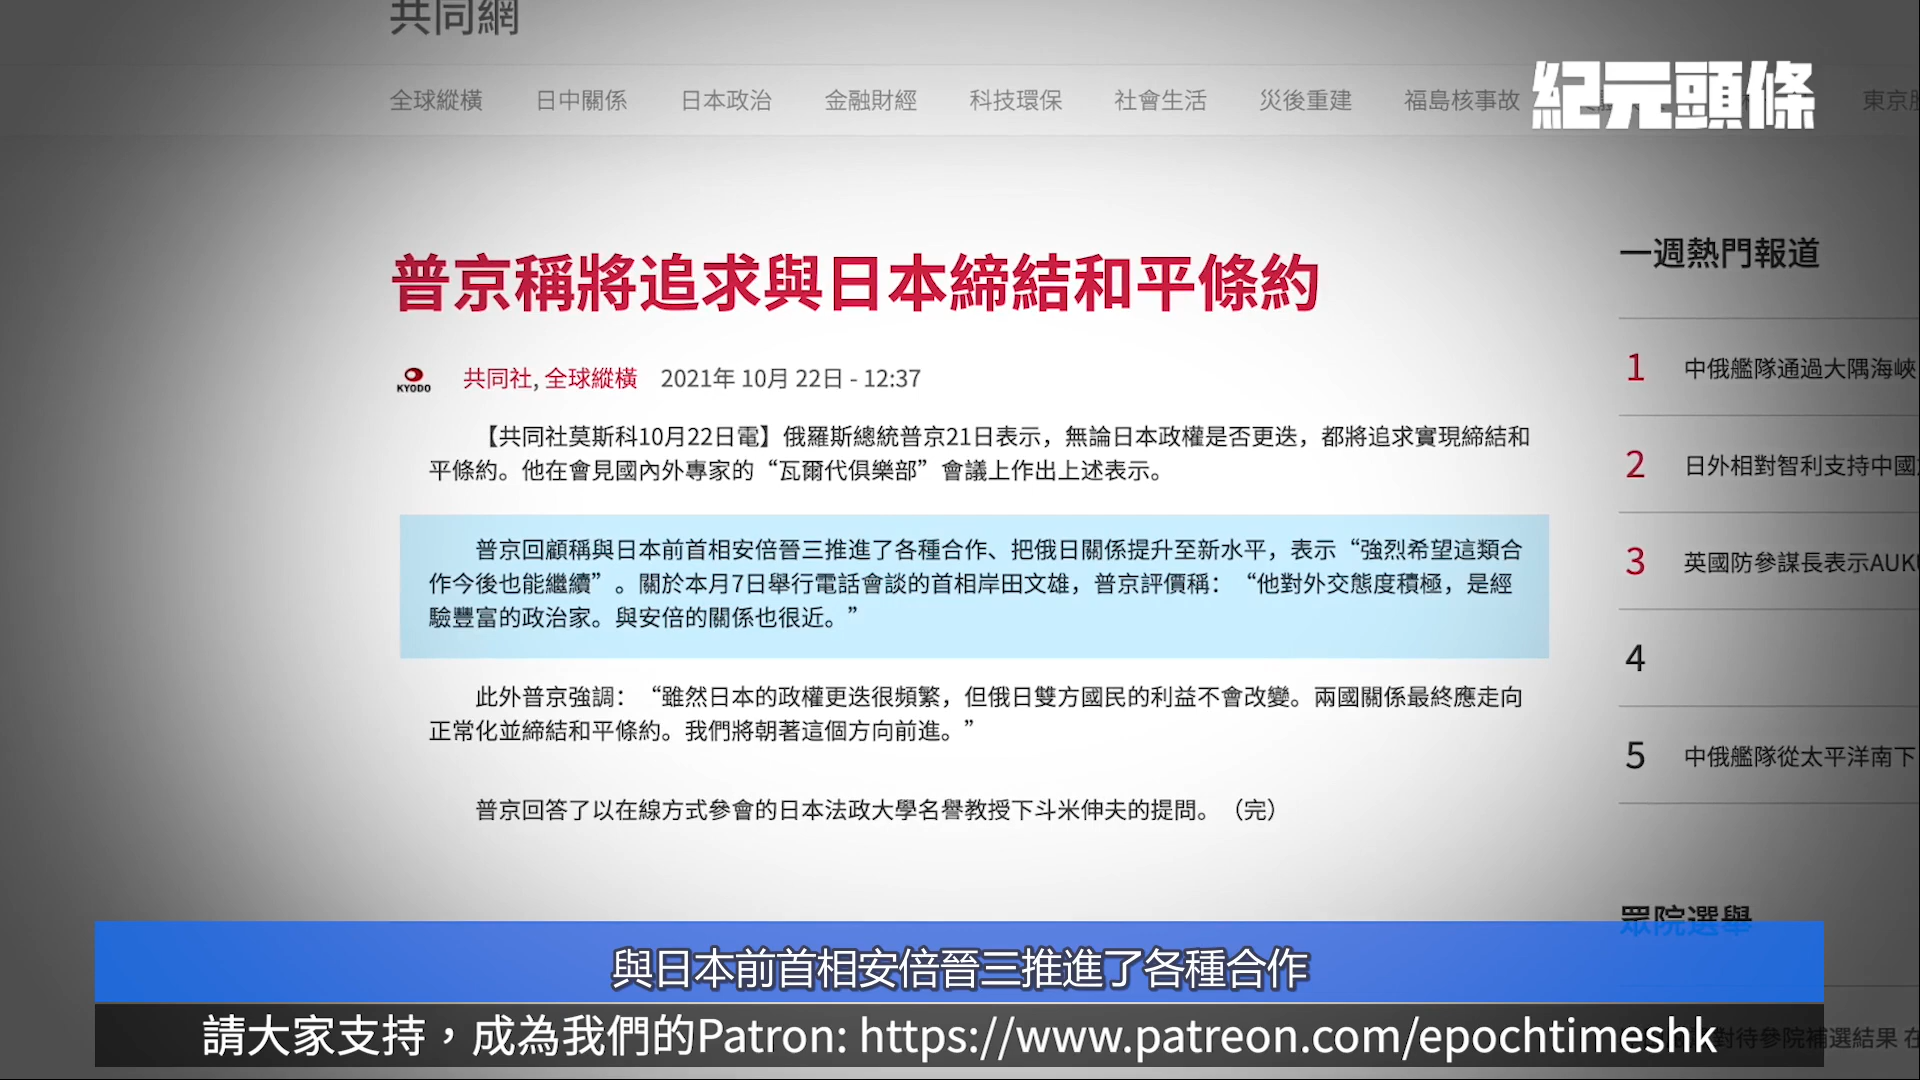 共同網
全球縱橫 日中關係 日本政治 金融財經 科技環保 社會生活 災後重建 福島核事故 東京
紀元頭條
普京稱將追求與日本締結和平條約
KYODO 共同社, 全球縱橫 2021年 10月 22日 - 12:37
【共同社莫斯科10月22日電】俄羅斯總統普京21日表示，無論日本政權是否更迭，都將追求實現締結和
平條約。他在會見國內外專家的“瓦爾代俱樂部”會議上作出上述表示。
普京回顧稱與日本前首相安倍晉三推進了各種合作、把俄日關係提升至新水平，表示“強烈希望這類合
作今後也能繼續”。關於本月7日舉行電話會談的首相岸田文雄，普京評價稱：“他對外交態度積極，是經
驗豐富的政治家。與安倍的關係也很近。”
此外普京強調：“雖然日本的政權更迭很頻繁，但俄日雙方國民的利益不會改變。兩國關係最終應走向
正常化並締結和平條約。我們將朝著這個方向前進。”
普京回答了以在線方式參會的日本法政大學名譽教授下斗米伸夫的提問。（完）
一週熱門報道
1 中俄艦隊通過大隅海峽
2 日外相對智利支持中國
3 英國防參謀長表示AUKU
4
5 中俄艦隊從太平洋南下
眾院選舉
對待參院補選結果 在
與日本前首相安倍晉三推進了各種合作
請大家支持，成為我們的Patron: https://www.patreon.com/epochtimeshk